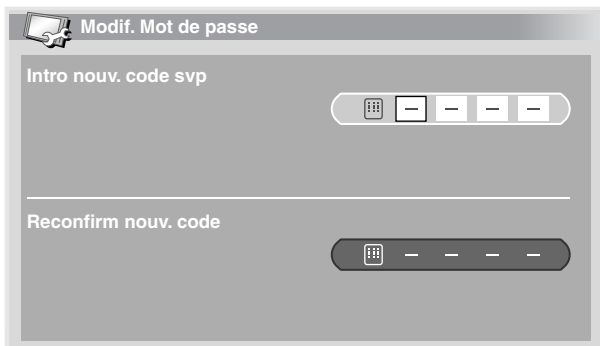 Modif. Mot de passe
Intro nouv. code svp
– – – –
Reconfirm nouv. code
– – – –